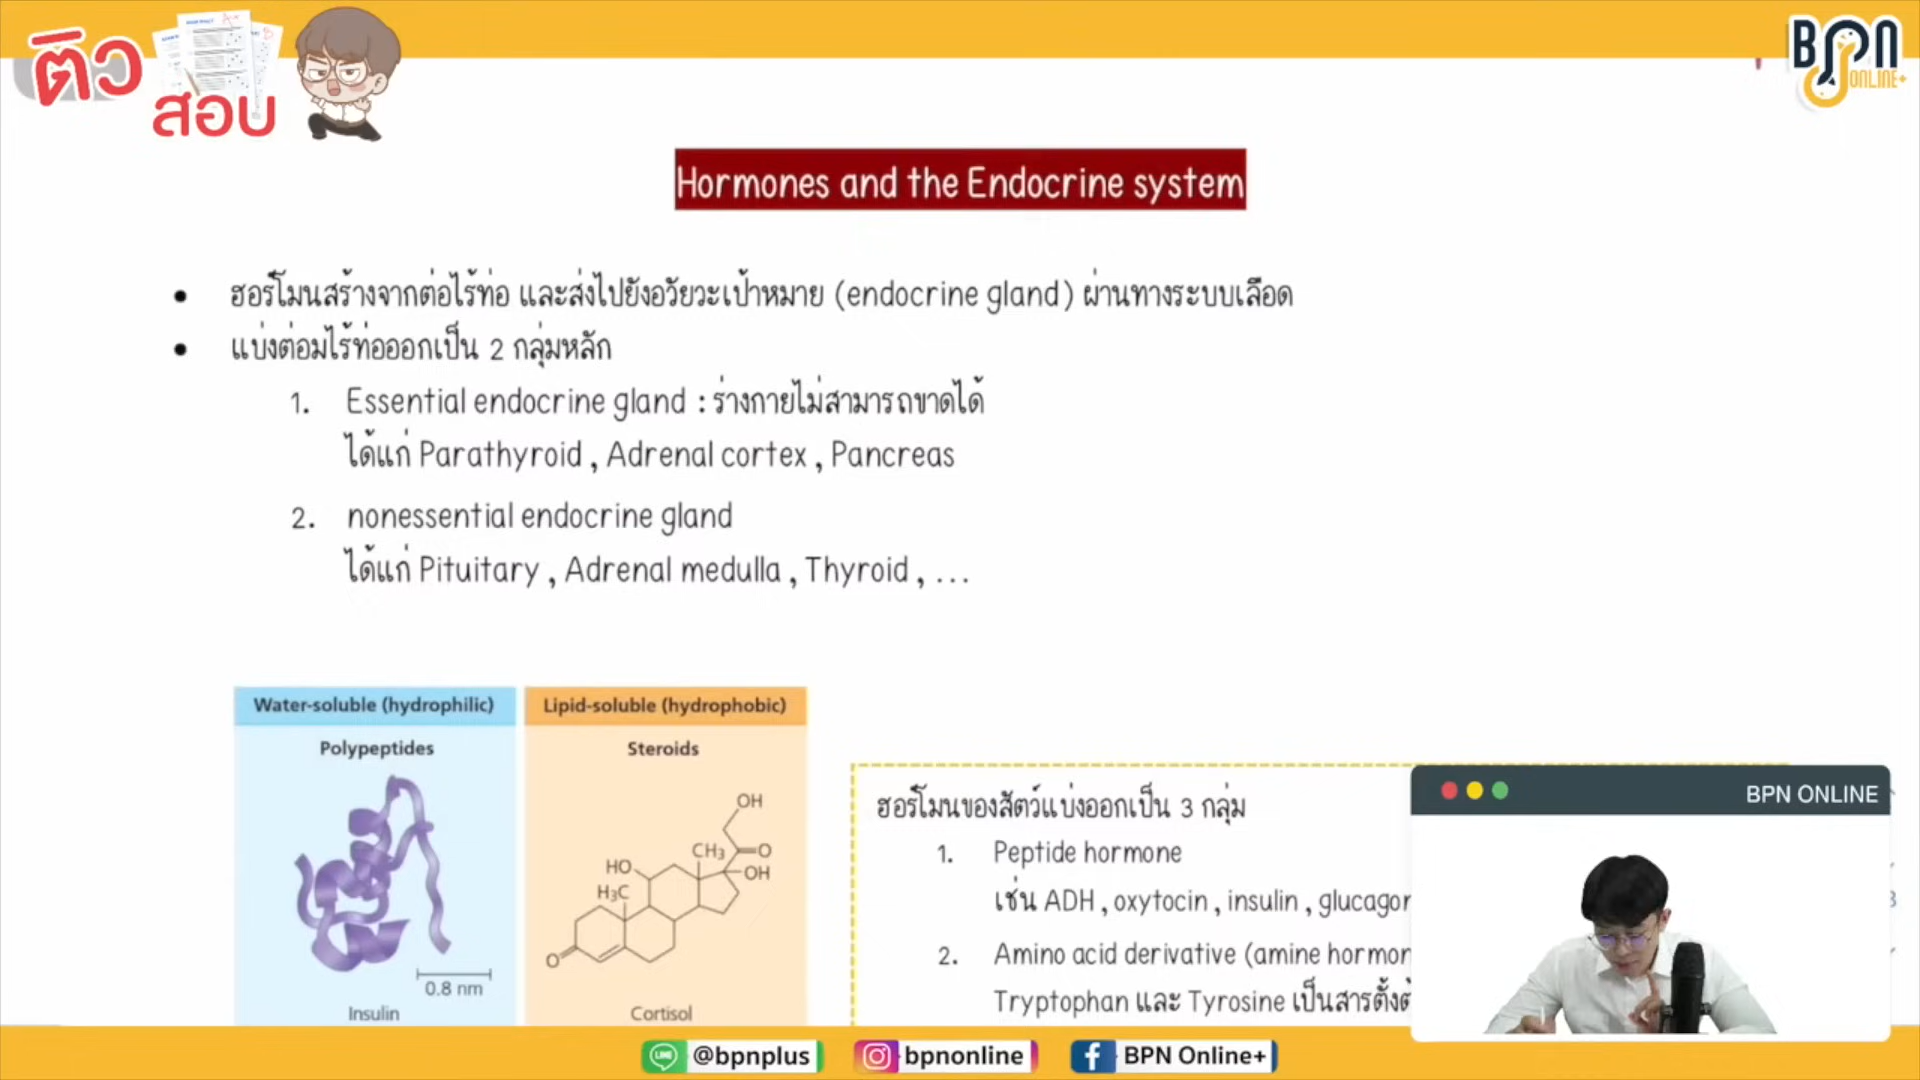 ติว
สอบ
BPN
ONLINE+
Hormones and the Endocrine system
• ฮอร์โมนสร้างจากต่อไร้ท่อ และส่งไปยังอวัยวะเป้าหมาย (endocrine gland) ผ่านทางระบบเลือด
• แบ่งต่อมไร้ท่อออกเป็น 2 กลุ่มหลัก
1. Essential endocrine gland : ร่างกายไม่สามารถขาดได้
ได้แก่ Parathyroid , Adrenal cortex , Pancreas
2. nonessential endocrine gland
ได้แก่ Pituitary , Adrenal medulla , Thyroid , ...
Water-soluble (hydrophilic)
Polypeptides
0.8 nm
Insulin
Lipid-soluble (hydrophobic)
Steroids
OH
CH₃
O
HO
OH
H₃C
O
Cortisol
ฮอร์โมนของสัตว์แบ่งออกเป็น 3 กลุ่ม
1. Peptide hormone
เช่น ADH , oxytocin , insulin , glucagon
2. Amino acid derivative (amine hormon
Tryptophan และ Tyrosine เป็นสารตั้งต้
BPN ONLINE
LINE @bpnplus
bpnonline
BPN Online+